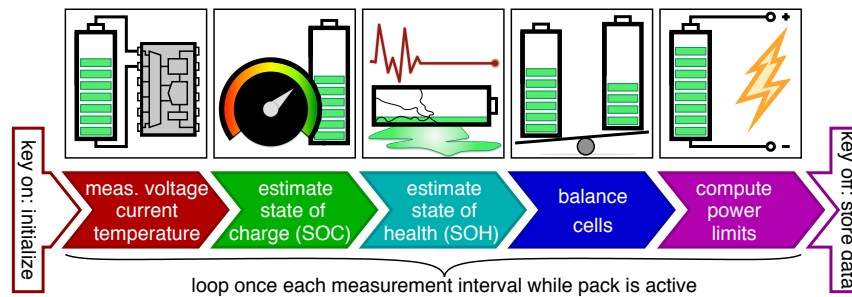 key on: initialize
meas. voltage
current
temperature
estimate
state of
charge (SOC)
estimate
state of
health (SOH)
balance
cells
compute
power
limits
key off: store data
loop once each measurement interval while pack is active
+
-